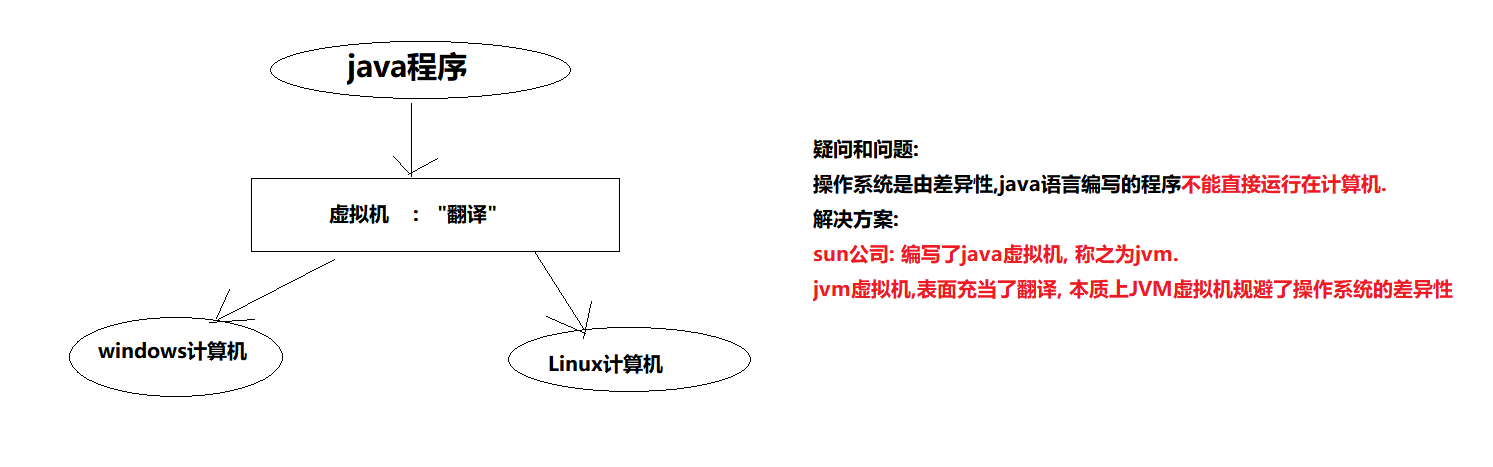 java程序
虚拟机 : "翻译"
windows计算机
Linux计算机
疑问和问题:
操作系统是由差异性,java语言编写的程序不能直接运行在计算机.
解决方案:
sun公司: 编写了java虚拟机, 称之为jvm.
jvm虚拟机,表面充当了翻译, 本质上JVM虚拟机规避了操作系统的差异性